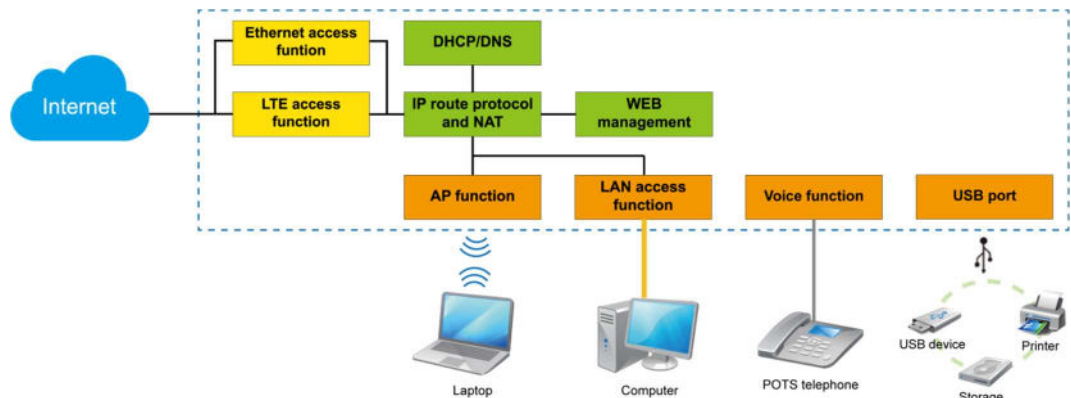 Ethernet access
funtion
DHCP/DNS
Internet
LTE access
function
IP route protocol
and NAT
WEB
management
AP function
LAN access
function
Voice function
USB port
USB device
Printer
Laptop
Computer
POTS telephone
Storage